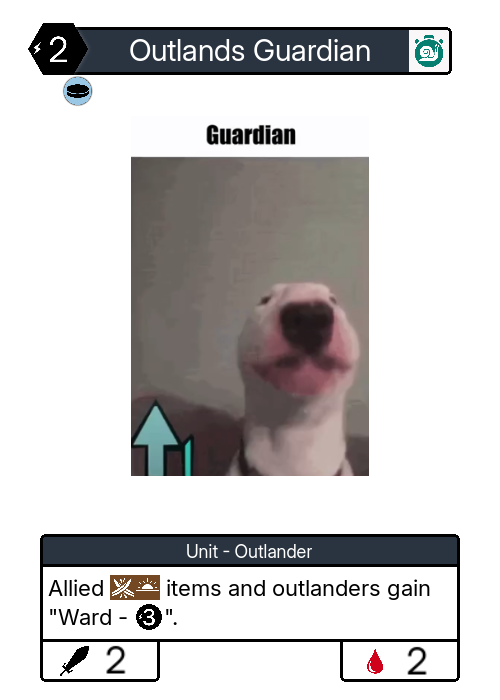 2 Outlands Guardian
Guardian
Unit - Outlander
Allied items and outlanders gain
"Ward - 3".
2 2